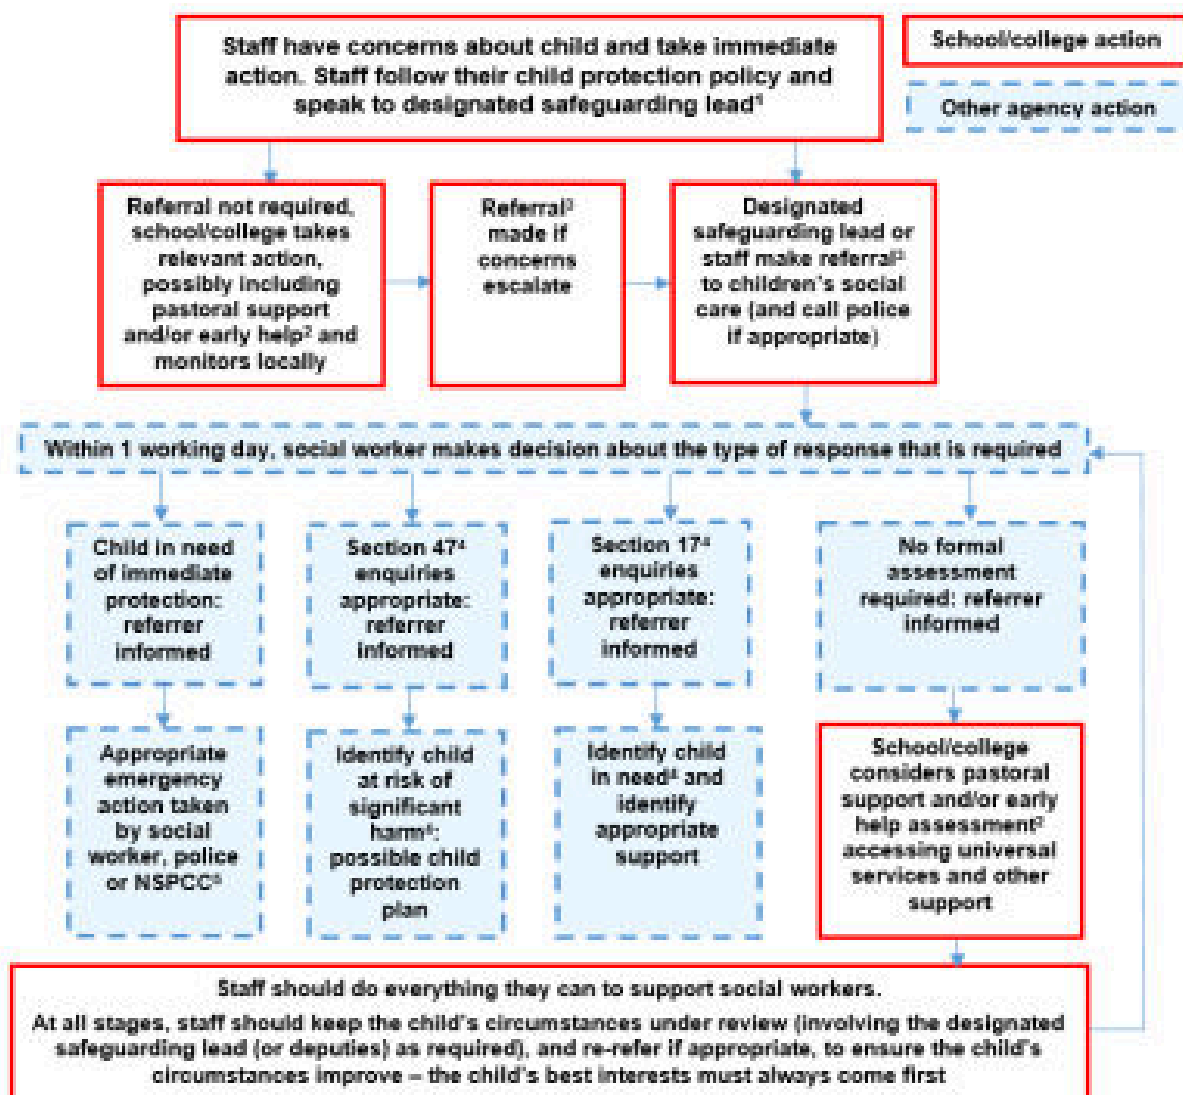 Staff have concerns about child and take immediate
action. Staff follow their child protection policy and
speak to designated safeguarding lead¹
School/college action
Other agency action
Referral not required,
school/college takes
relevant action,
possibly including
pastoral support
and/or early help² and
monitors locally
Referral³
made if
concerns
escalate
Designated
safeguarding lead or
staff make referral³
to children's social
care (and call police
if appropriate)
Within 1 working day, social worker makes decision about the type of response that is required
Child in need
of immediate
protection:
referrer
informed
Section 47⁴
enquiries
appropriate:
referrer
informed
Section 17⁴
enquiries
appropriate:
referrer
informed
No formal
assessment
required: referrer
informed
Appropriate
emergency
action taken
by social
worker, police
or NSPCC⁵
Identify child
at risk of
significant
harm⁴:
possible child
protection
plan
Identify child
in need⁴ and
identify
appropriate
support
School/college
considers pastoral
support and/or early
help assessment²
accessing universal
services and other
support
Staff should do everything they can to support social workers.
At all stages, staff should keep the child's circumstances under review (involving the designated
safeguarding lead (or deputies) as required), and re-refer if appropriate, to ensure the child's
circumstances improve – the child's best interests must always come first